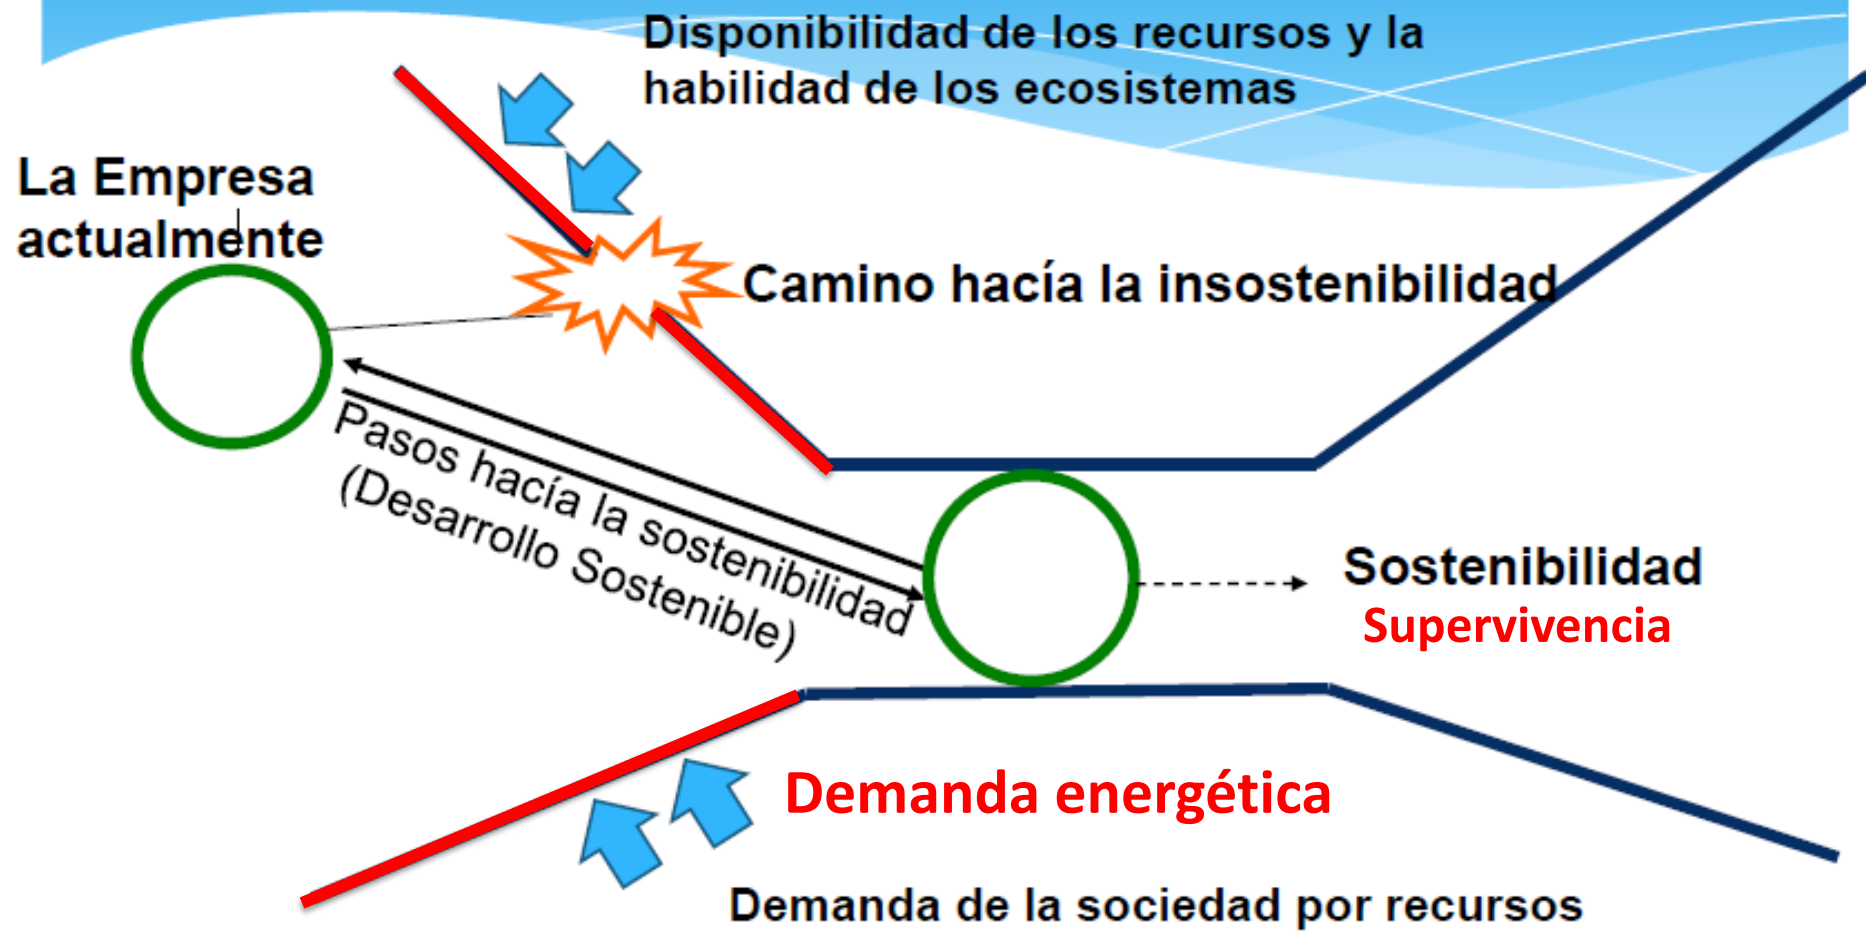 Disponibilidad de los recursos y la
habilidad de los ecosistemas
La Empresa
actualmente
Camino hacía la insostenibilidad
Pasos hacía la sostenibilidad
(Desarrollo Sostenible)
Sostenibilidad
Supervivencia
Demanda energética
Demanda de la sociedad por recursos